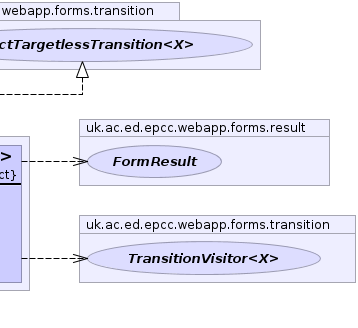 webapp.forms.transition
ctTargetlessTransition<X>
uk.ac.ed.epcc.webapp.forms.result
>
FormResult
ct}
uk.ac.ed.epcc.webapp.forms.transition
TransitionVisitor<X>